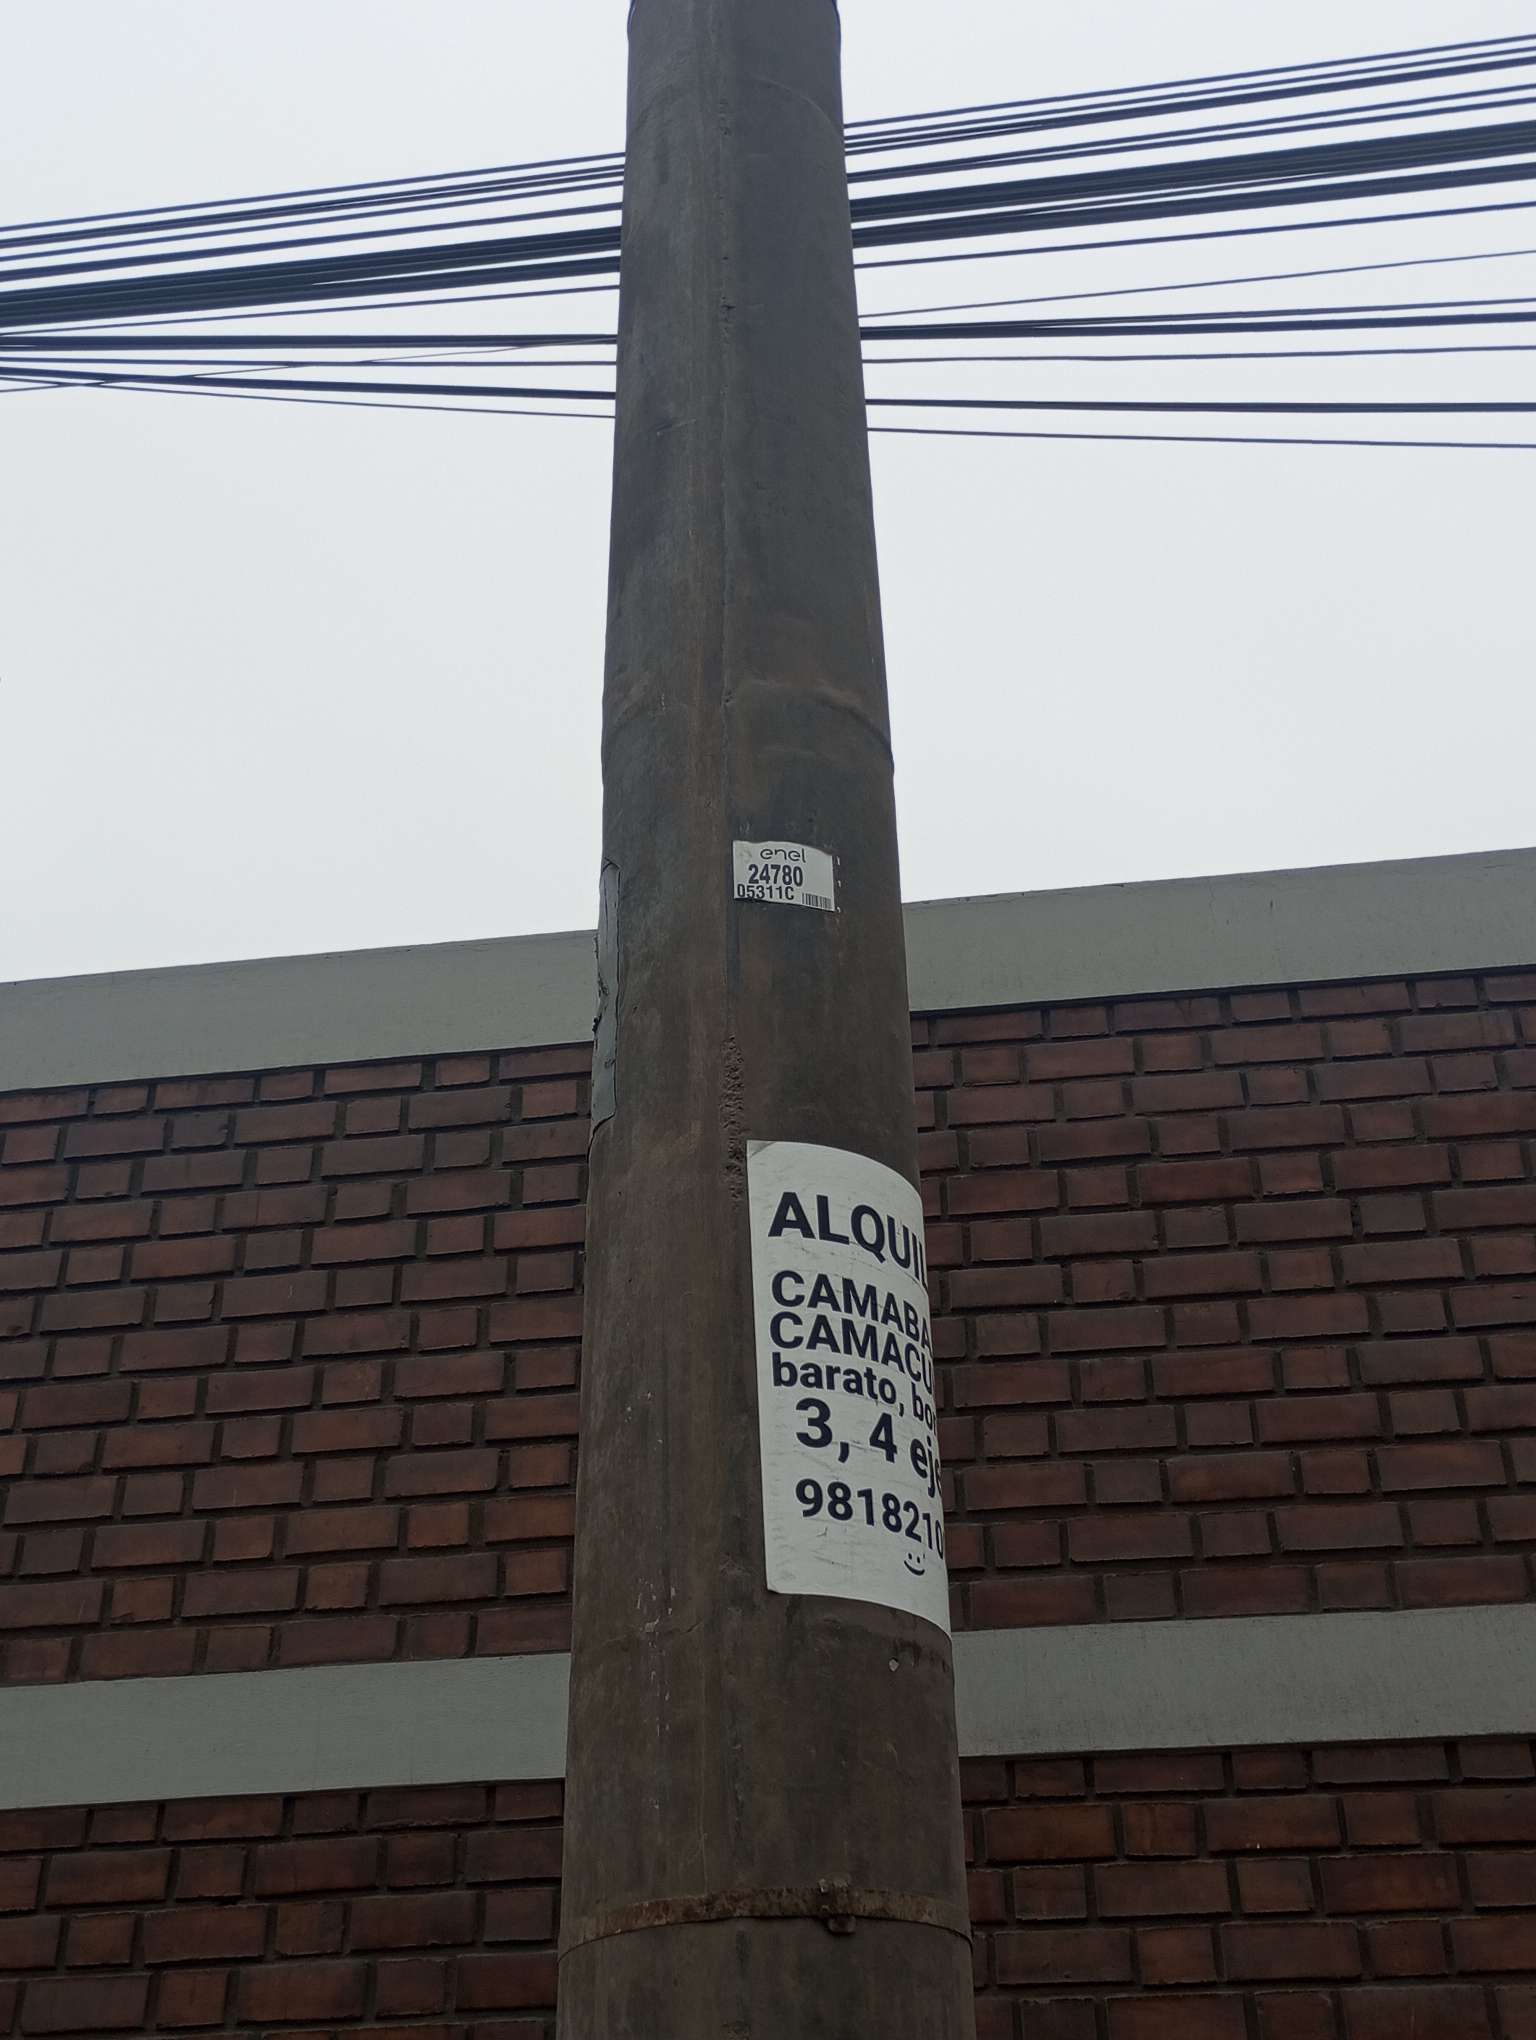 enel
24780
05311C
ALQUIL
CAMABA
CAMACU
barato, bo
3, 4 eje
9818210